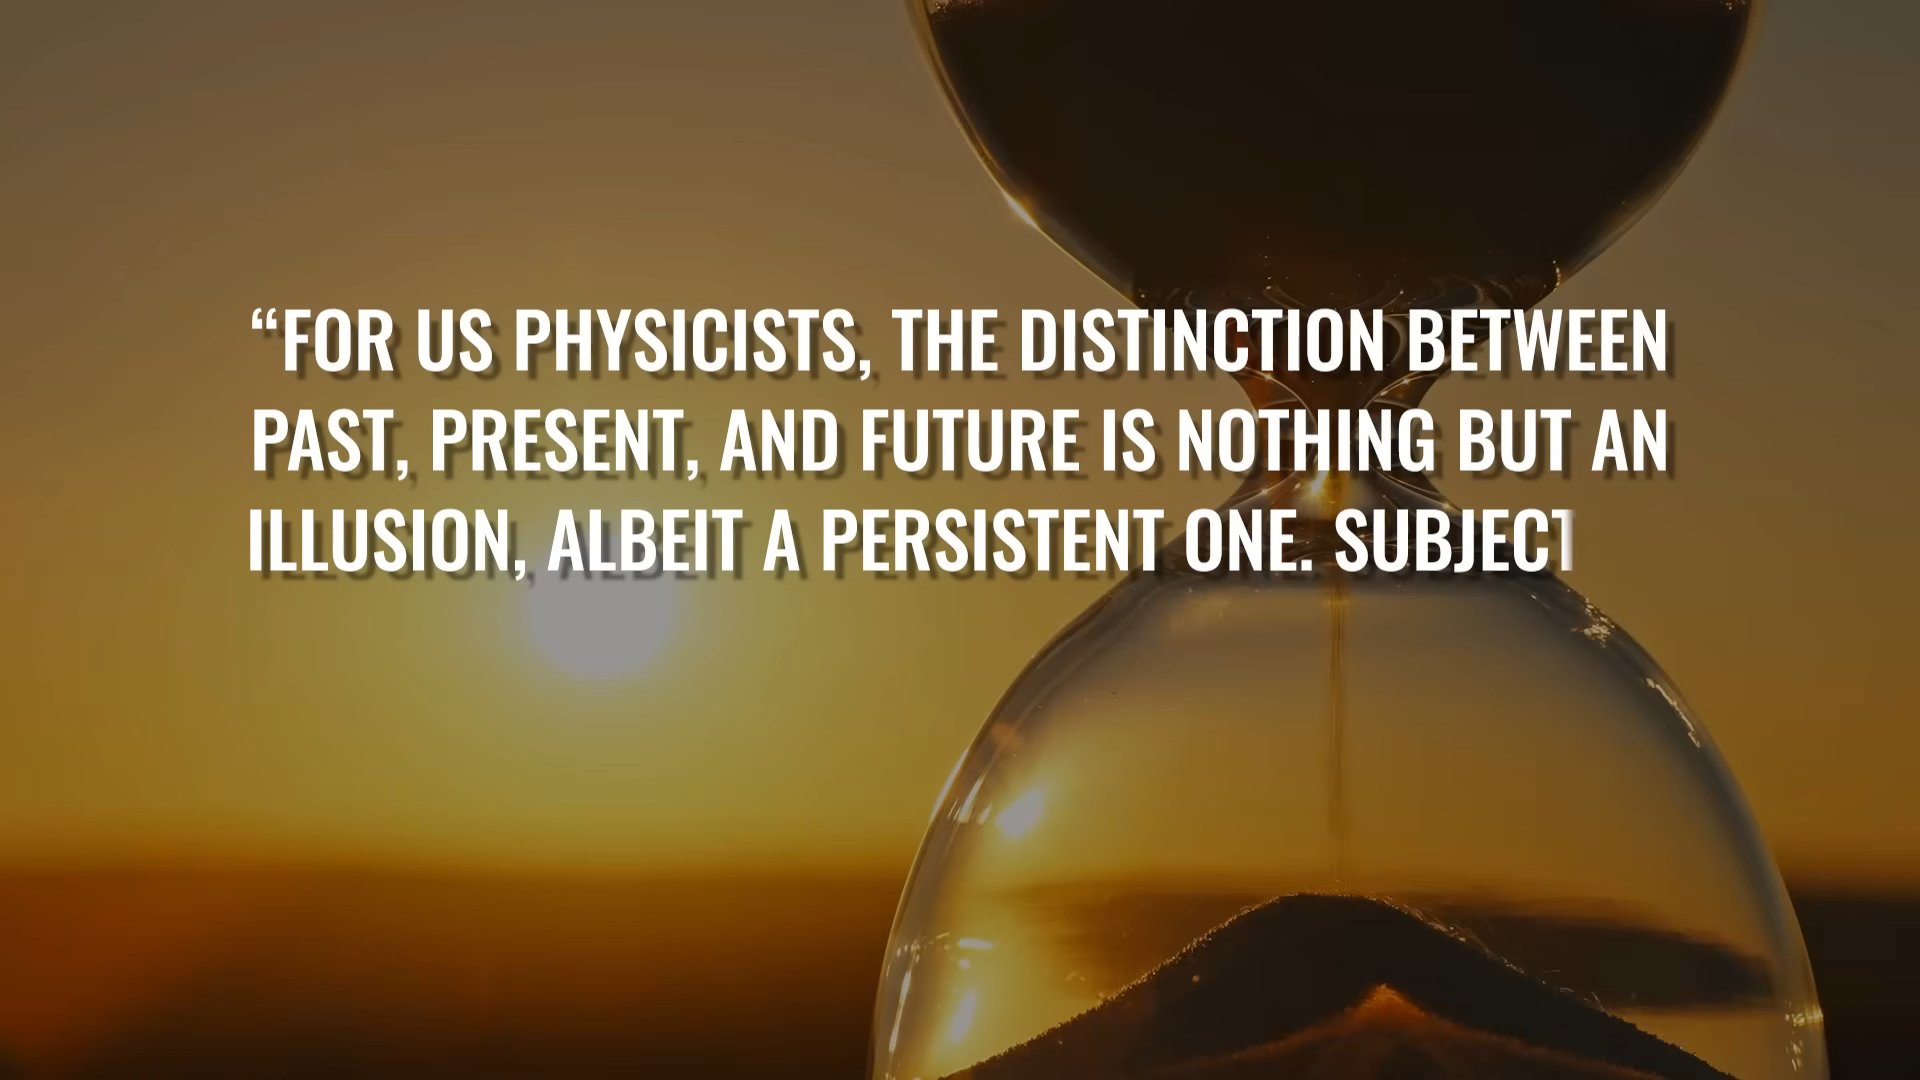 “FOR US PHYSICISTS, THE DISTINCTION BETWEEN
PAST, PRESENT, AND FUTURE IS NOTHING BUT AN
ILLUSION, ALBEIT A PERSISTENT ONE. SUBJECT